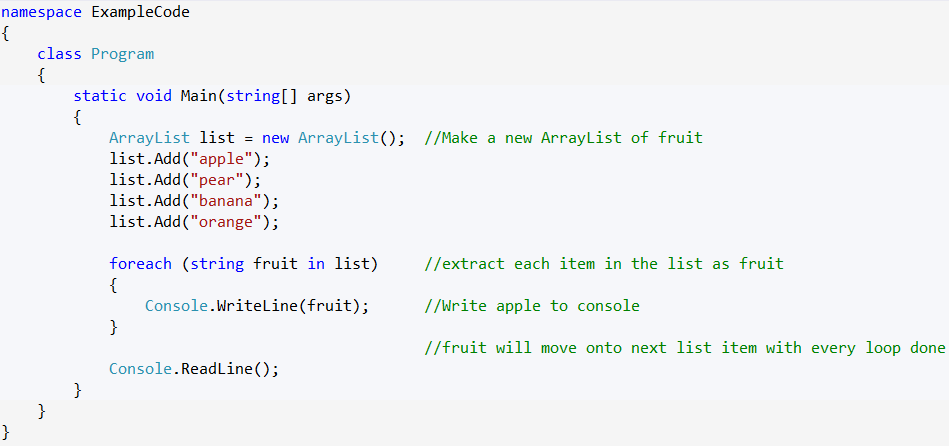 namespace ExampleCode
{
    class Program
    {
        static void Main(string[] args)
        {
            ArrayList list = new ArrayList();  //Make a new ArrayList of fruit
            list.Add("apple");
            list.Add("pear");
            list.Add("banana");
            list.Add("orange");

            foreach (string fruit in list)     //extract each item in the list as fruit
            {
                Console.WriteLine(fruit);      //Write apple to console
            }
                                               //fruit will move onto next list item with every loop done
            Console.ReadLine();
        }
    }
}